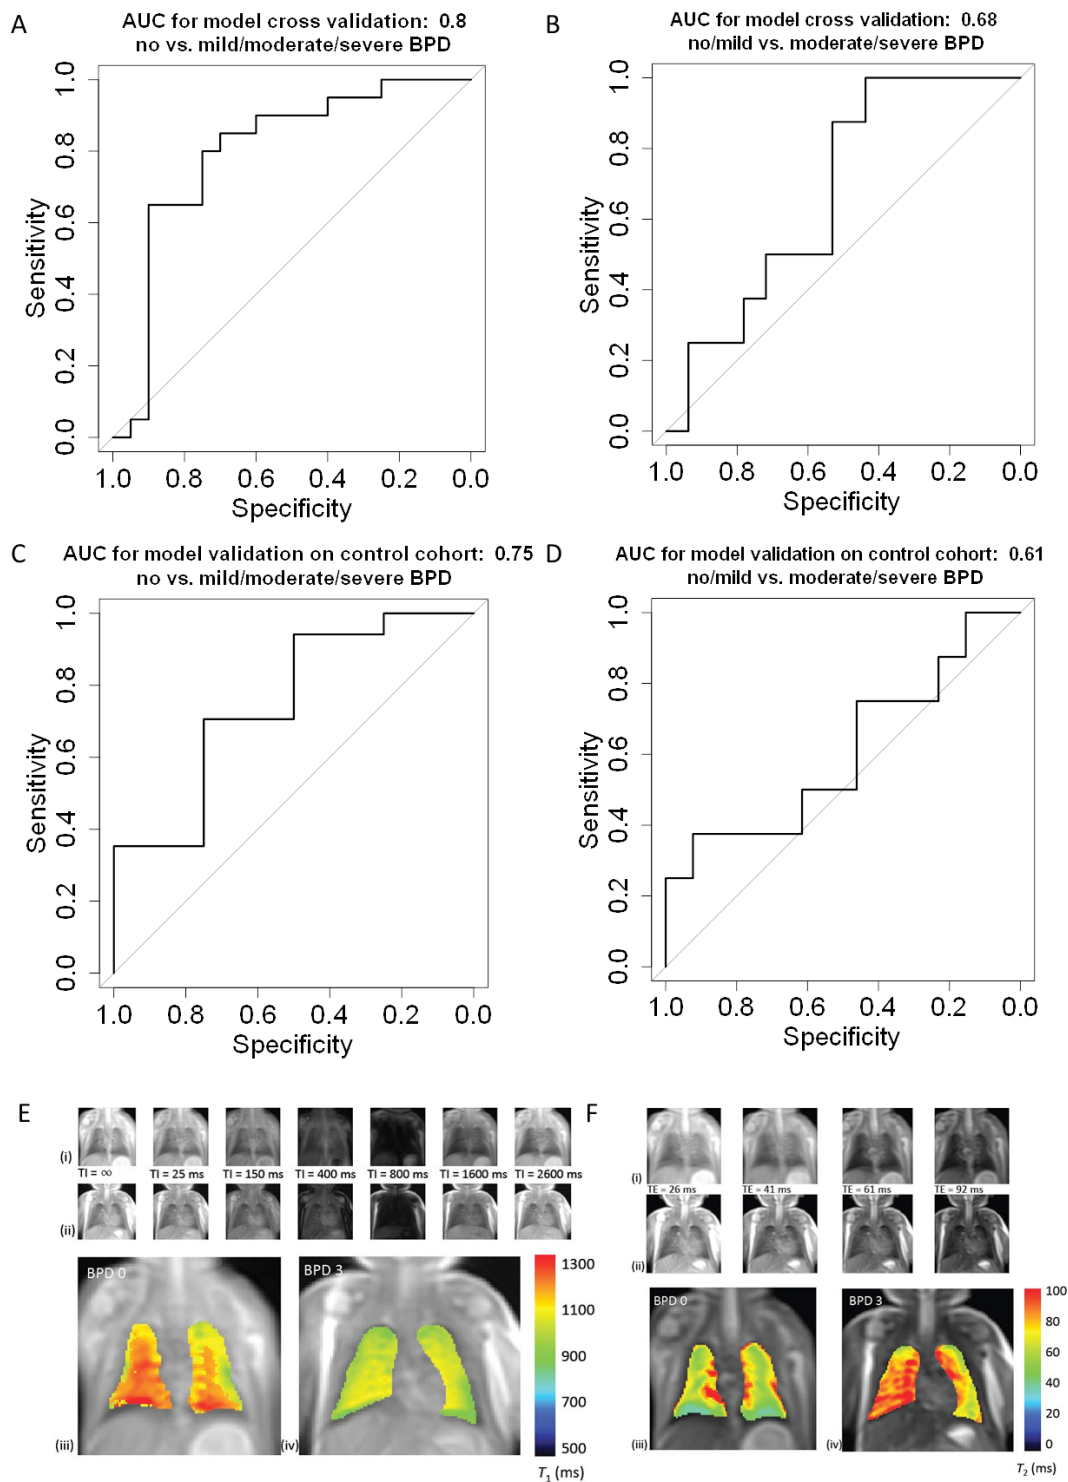 A
AUC for model cross validation: 0.8
no vs. mild/moderate/severe BPD
Sensitivity
1.0
0.8
0.6
0.4
0.2
0.0
1.0 0.8 0.6 0.4 0.2 0.0
Specificity
B
AUC for model cross validation: 0.68
no/mild vs. moderate/severe BPD
Sensitivity
1.0
0.8
0.6
0.4
0.2
0.0
1.0 0.8 0.6 0.4 0.2 0.0
Specificity
C
AUC for model validation on control cohort: 0.75
no vs. mild/moderate/severe BPD
Sensitivity
1.0
0.8
0.6
0.4
0.2
0.0
1.0 0.8 0.6 0.4 0.2 0.0
Specificity
D
AUC for model validation on control cohort: 0.61
no/mild vs. moderate/severe BPD
Sensitivity
1.0
0.8
0.6
0.4
0.2
0.0
1.0 0.8 0.6 0.4 0.2 0.0
Specificity
E
(i)
TI = ∞ TI = 25 ms TI = 150 ms TI = 400 ms TI = 800 ms TI = 1600 ms TI = 2600 ms
(ii)
BPD 0
(iii)
BPD 3
(iv)
1300
1100
900
700
500
T1 (ms)
F
(i)
TE = 26 ms TE = 41 ms TE = 61 ms TE = 92 ms
(ii)
BPD 0
(iii)
BPD 3
(iv)
100
80
60
40
20
0
T2 (ms)